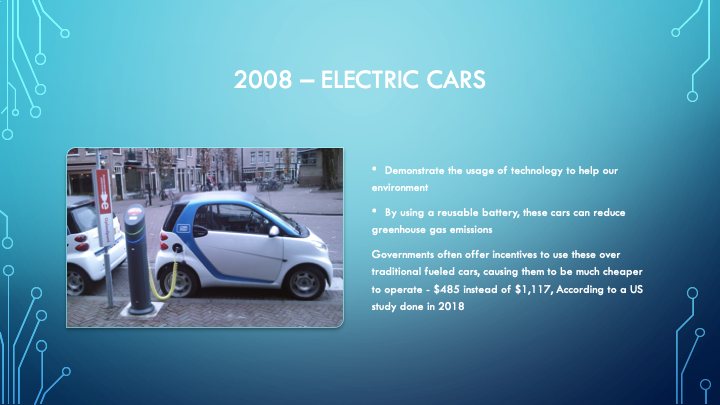 2008 – ELECTRIC CARS
* Demonstrate the usage of technology to help our
environment
* By using a reusable battery, these cars can reduce
greenhouse gas emissions
Governments often offer incentives to use these over
traditional fueled cars, causing them to be much cheaper
to operate - $485 instead of $1,117, According to a US
study done in 2018